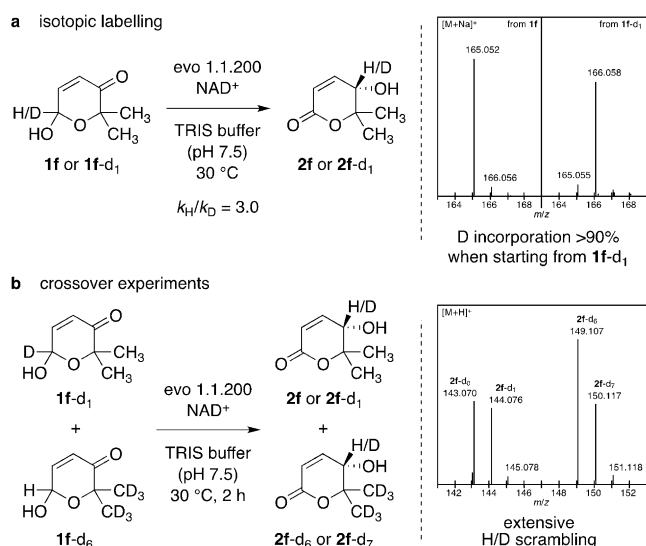 a isotopic labelling
H/D
HO
O
O
CH₃
CH₃
1f or 1f-d₁
evo 1.1.200
NAD⁺
TRIS buffer
(pH 7.5)
30 °C
kH/kD = 3.0
H/D
OH
O
O
CH₃
CH₃
2f or 2f-d₁
[M+Na]⁺
from 1f
from 1f-d₁
165.052
166.056
165.055
166.058
164 166 168 164 166 168
m/z
D incorporation >90%
when starting from 1f-d₁
b crossover experiments
D
HO
O
O
CH₃
CH₃
1f-d₁
+
H
HO
O
O
CD₃
CD₃
1f-d₆
evo 1.1.200
NAD⁺
TRIS buffer
(pH 7.5)
30 °C, 2 h
H/D
OH
O
O
CH₃
CH₃
2f or 2f-d₁
+
H/D
OH
O
O
CD₃
CD₃
2f-d₆ or 2f-d₇
[M+H]⁺
2f-d₀
143.070
2f-d₁
144.076
145.078
2f-d₆
149.107
2f-d₇
150.117
151.118
142 144 146 148 150 152
m/z
extensive
H/D scrambling